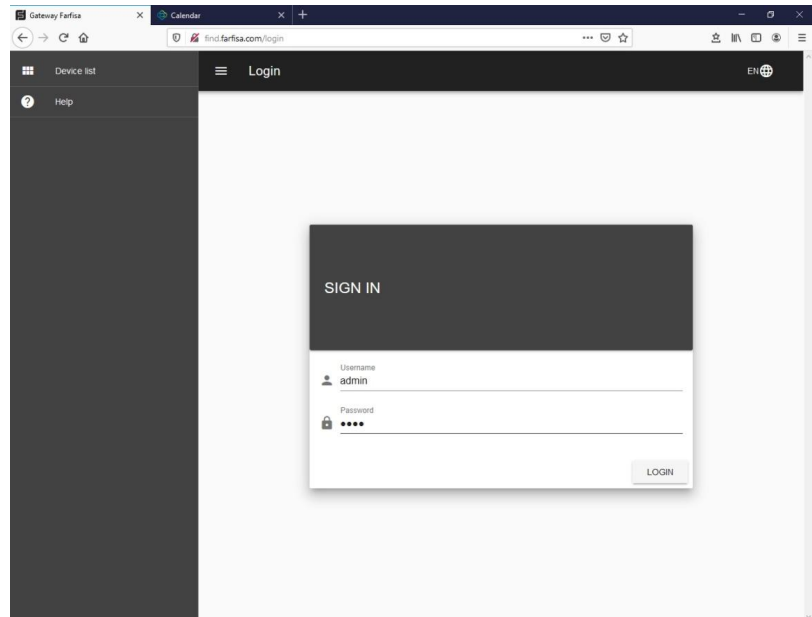 Gateway Farfisa
Calendar
find.farfisa.com/login
Device list
Login
EN
Help
SIGN IN
Username
admin
Password
••••
LOGIN